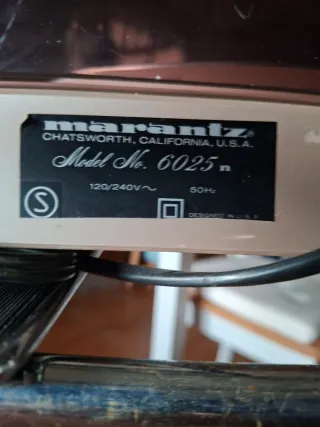 marantz
CHATSWORTH, CALIFORNIA, U.S.A.
Model No. 6025 n
120/240V~ 50Hz
S
DESIGNED IN U.S.A.